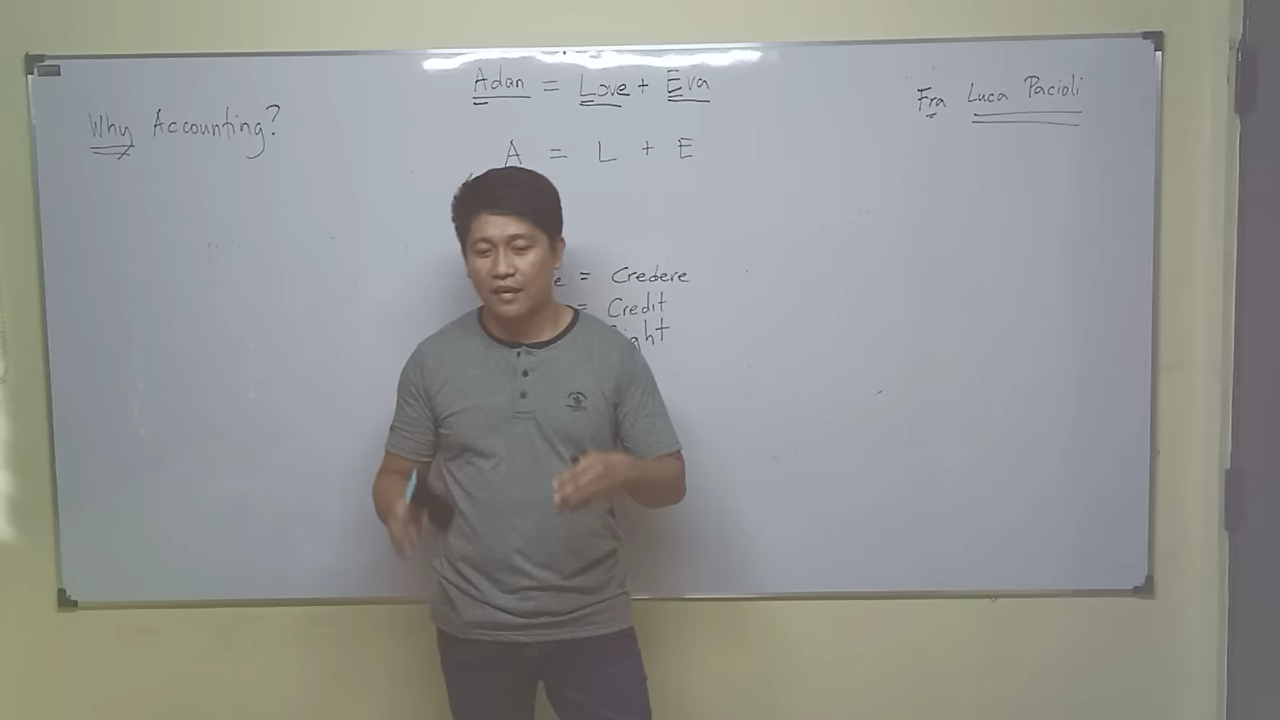 Why Accounting?
Adan = Love + Eva
A = L + E
Fra Luca Pacioli
= Credere
= Credit